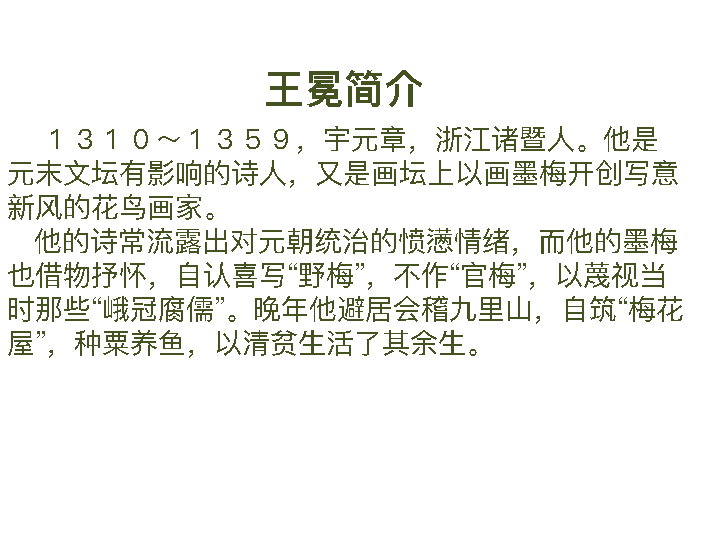 王冕简介
１３１０～１３５９，宇元章，浙江诸暨人。他是
元末文坛有影响的诗人，又是画坛上以画墨梅开创写意
新风的花鸟画家。
他的诗常流露出对元朝统治的愤懑情绪，而他的墨梅
也借物抒怀，自认喜写“野梅”，不作“官梅”，以蔑视当
时那些“峨冠腐儒”。晚年他避居会稽九里山，自筑“梅花
屋”，种粟养鱼，以清贫生活了其余生。